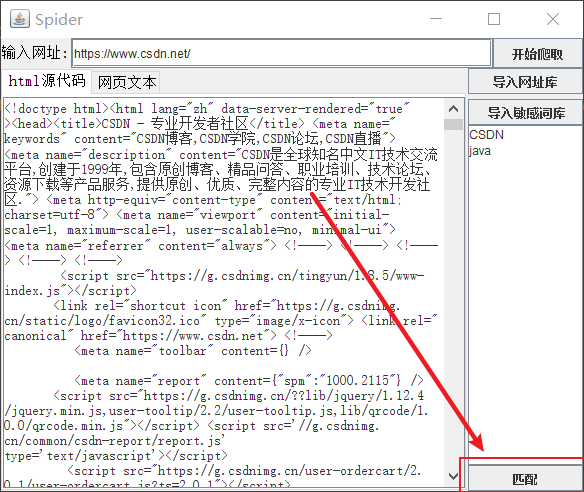 Spider
输入网址: https://www.csdn.net/ 开始爬取
html源代码 网页文本 导入网址库
导入敏感词库
CSDN
java
<!doctype html><html lang="zh" data-server-rendered="true"
><head><title>CSDN - 专业开发者社区</title> <meta name="
keywords" content="CSDN博客,CSDN学院,CSDN论坛,CSDN直播">
<meta name="description" content="CSDN是全球知名中文IT技术交流
平台,创建于1999年,包含原创博客、精品问答、职业培训、技术论坛、
资源下载等产品服务,提供原创、优质、完整内容的专业IT技术开发社
区."> <meta http-equiv="content-type" content="text/html;
charset=utf-8"> <meta name="viewport" content="initial-
scale=1, maximum-scale=1, user-scalable=no, minimal-ui">
<meta name="referrer" content="always"> <!----> <!----> <!----
> <!----> <!---->
<script src="https://g.csdnimg.cn/tingyun/1.8.5/www-
index.js"></script>
<link rel="shortcut icon" href="https://g.csdnimg.
cn/static/logo/favicon32.ico" type="image/x-icon"> <link rel="
canonical" href="https://www.csdn.net">
<meta name="toolbar" content={} />
<meta name="report" content={"spm":"1000.2115"} />
<script src="https://g.csdnimg.cn/??lib/jquery/1.12.4
/jquery.min.js,user-tooltip/2.2/user-tooltip.js,lib/qrcode/1.
0.0/qrcode.min.js"></script> <script src='//g.csdnimg.
cn/common/csdn-report/report.js'
type='text/javascript'></script>
<script src="https://g.csdnimg.cn/user-ordercart/2.
0.1/user-ordercart.js?ts=2.0.1"></script>
匹配